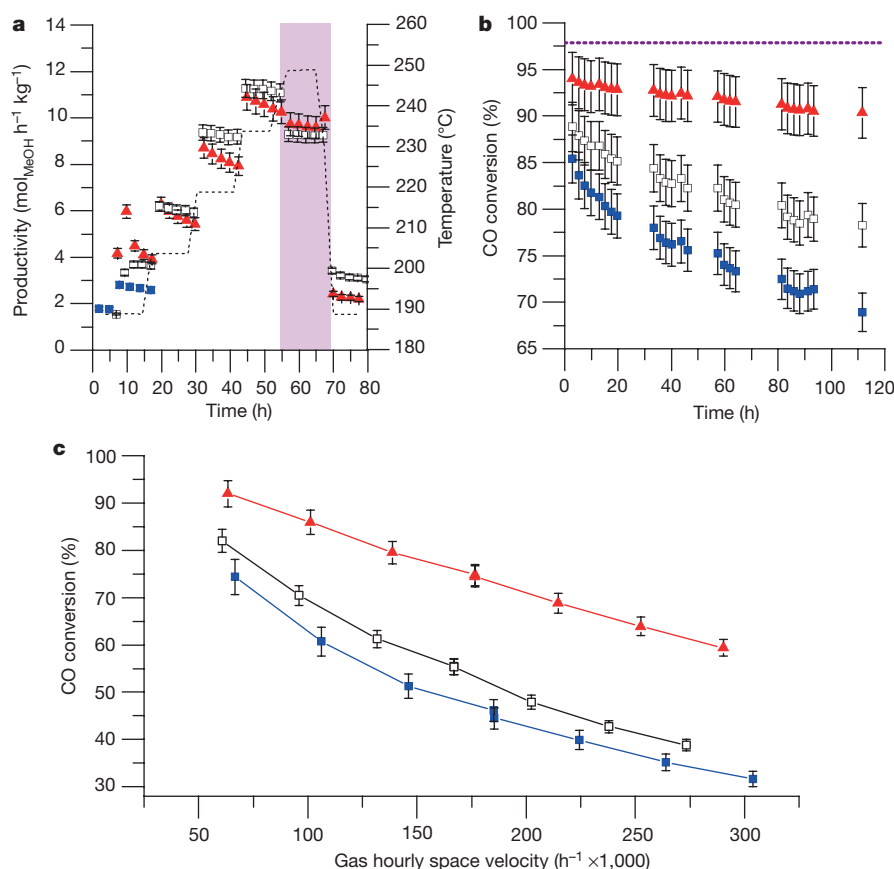 a
14
12
10
8
6
4
2
0
Productivity (mol_MeOH h⁻¹ kg⁻¹)
260
250
240
230
220
210
200
190
180
Temperature (°C)
0 10 20 30 40 50 60 70 80
Time (h)
b
100
95
90
85
80
75
70
65
CO conversion (%)
0 20 40 60 80 100 120
Time (h)
c
100
90
80
70
60
50
40
30
CO conversion (%)
50 100 150 200 250 300
Gas hourly space velocity (h⁻¹ ×1,000)